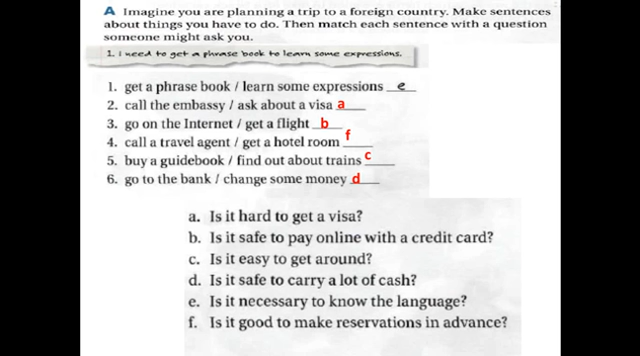 A Imagine you are planning a trip to a foreign country. Make sentences
about things you have to do. Then match each sentence with a question
someone might ask you.
1. I need to get a phrase book to learn some expressions.
1. get a phrase book / learn some expressions __e__
2. call the embassy / ask about a visa a____
3. go on the Internet / get a flight __b__
4. call a travel agent / get a hotel room f____
5. buy a guidebook / find out about trains c____
6. go to the bank / change some money d____
a. Is it hard to get a visa?
b. Is it safe to pay online with a credit card?
c. Is it easy to get around?
d. Is it safe to carry a lot of cash?
e. Is it necessary to know the language?
f. Is it good to make reservations in advance?